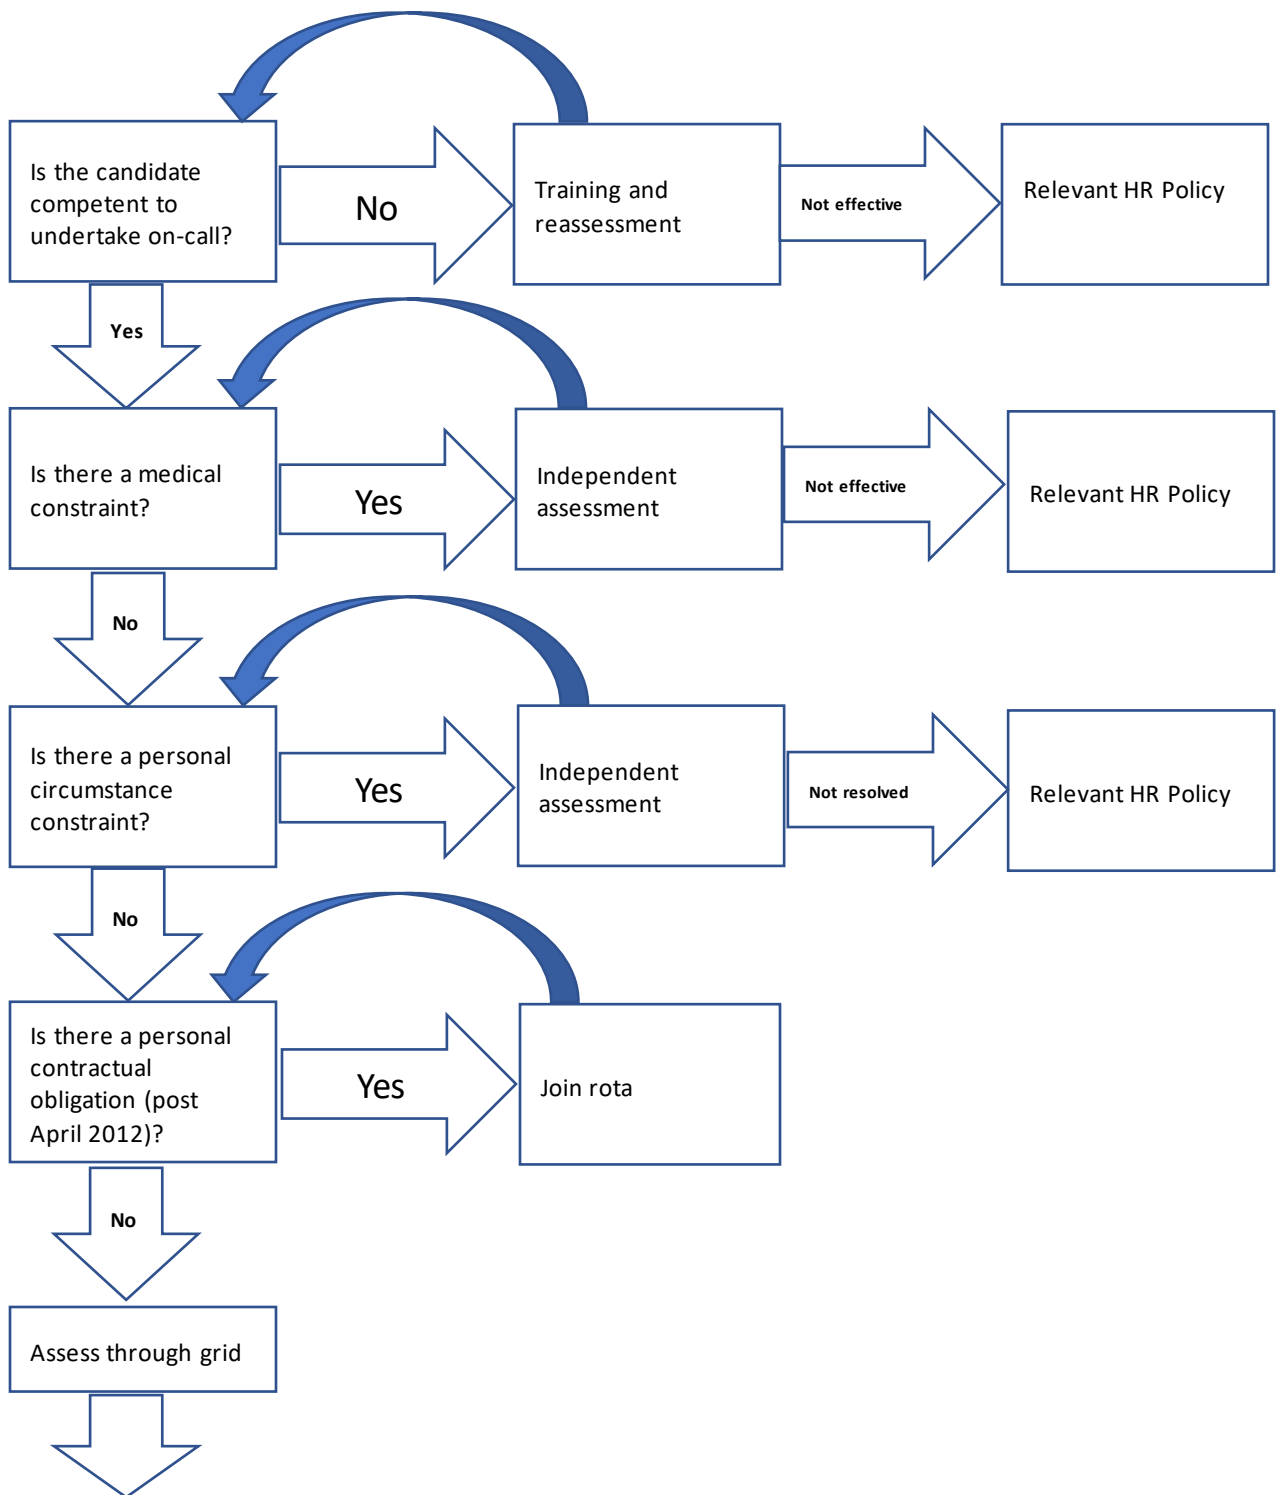 Is the candidate
competent to
undertake on-call?
No
Training and
reassessment
Not effective
Relevant HR Policy
Yes
Is there a medical
constraint?
Yes
Independent
assessment
Not effective
Relevant HR Policy
No
Is there a personal
circumstance
constraint?
Yes
Independent
assessment
Not resolved
Relevant HR Policy
No
Is there a personal
contractual
obligation (post
April 2012)?
Yes
Join rota
No
Assess through grid